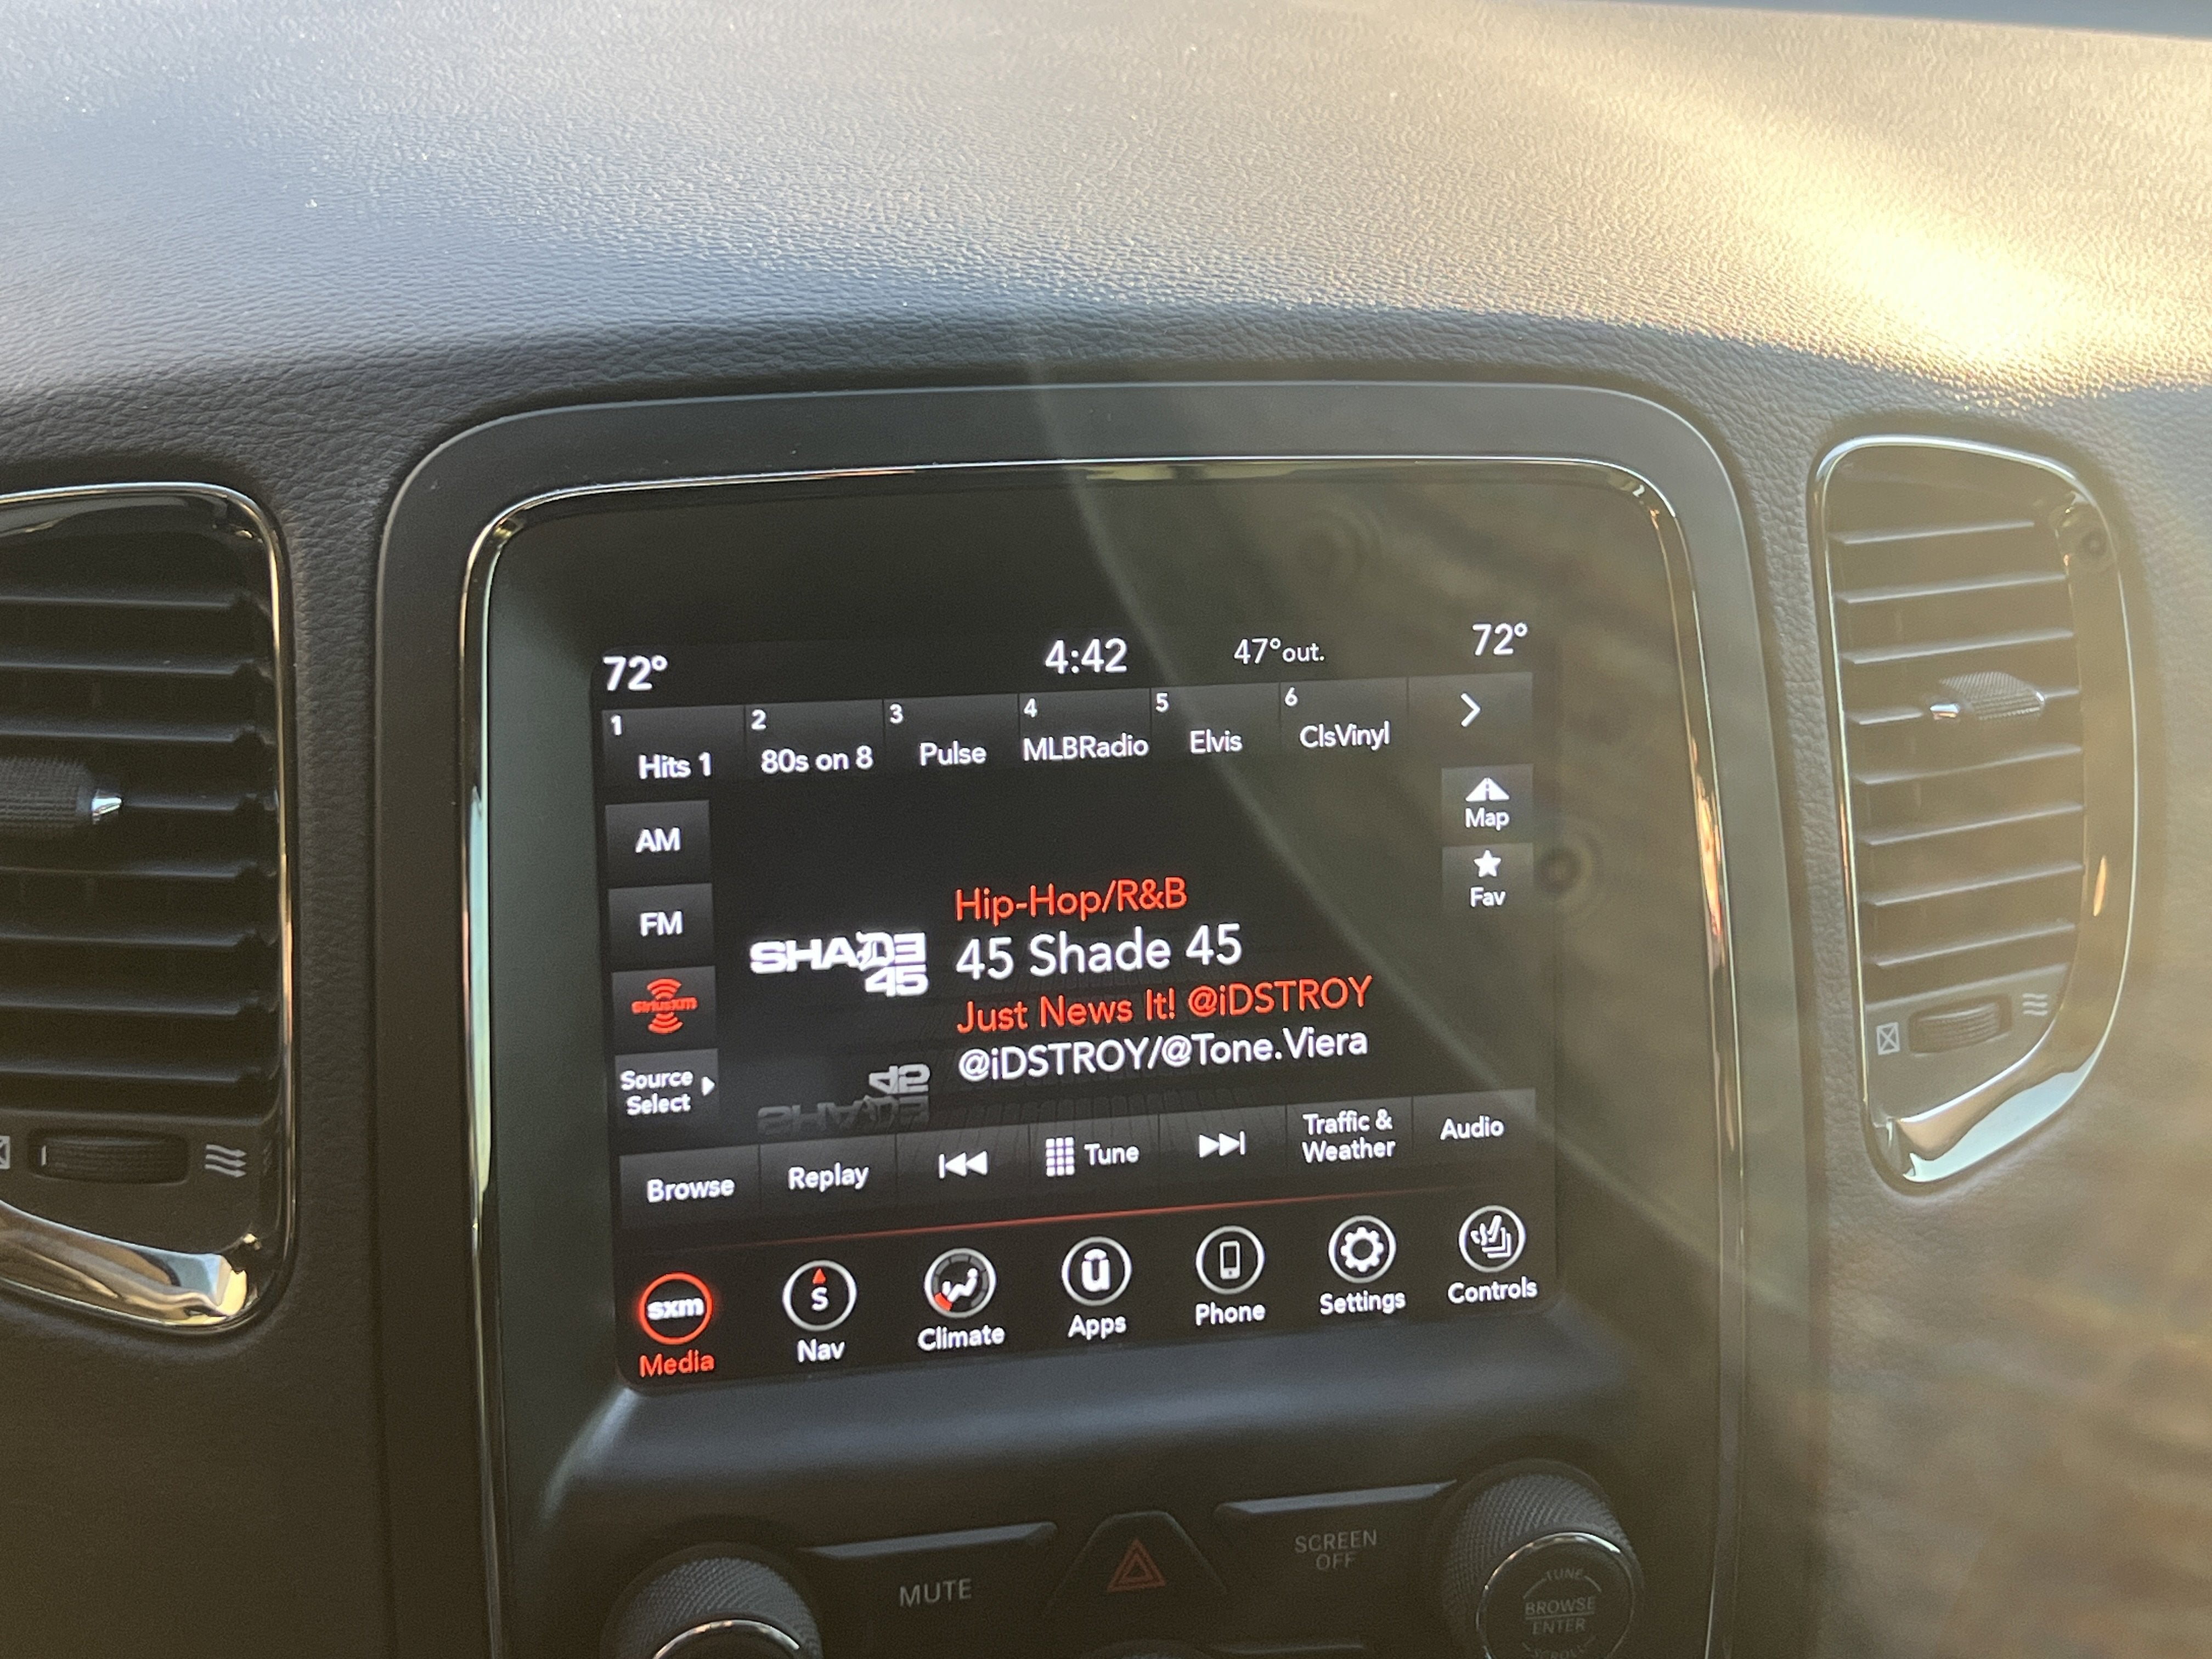 72° 4:42 47°out. 72°
1 Hits 1
2 80s on 8
3 Pulse
4 MLBRadio
5 Elvis
6 ClsVinyl
AM
FM
SiriusXM
Source
Select
Map
Fav
SHADE
45
Hip-Hop/R&B
45 Shade 45
Just News It! @iDSTROY
@iDSTROY/@Tone.Viera
Browse
Replay
Tune
Traffic &
Weather
Audio
sxm
Media
S
Nav
Climate
ū
Apps
Phone
Settings
Controls
MUTE
SCREEN
OFF
TUNE
BROWSE
ENTER
SCROLL